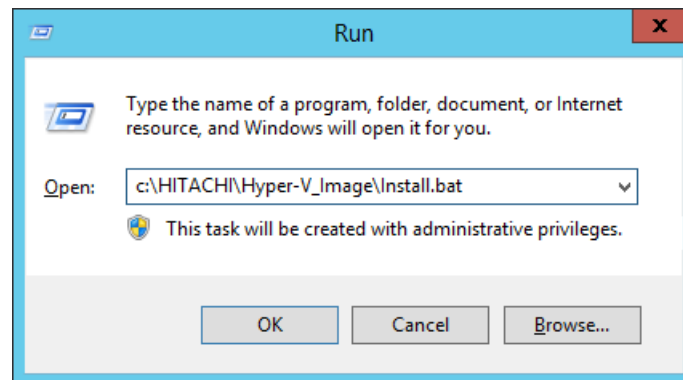 Run
x
Type the name of a program, folder, document, or Internet
resource, and Windows will open it for you.
Open: c:\HITACHI\Hyper-V_Image\Install.bat
This task will be created with administrative privileges.
OK Cancel Browse...